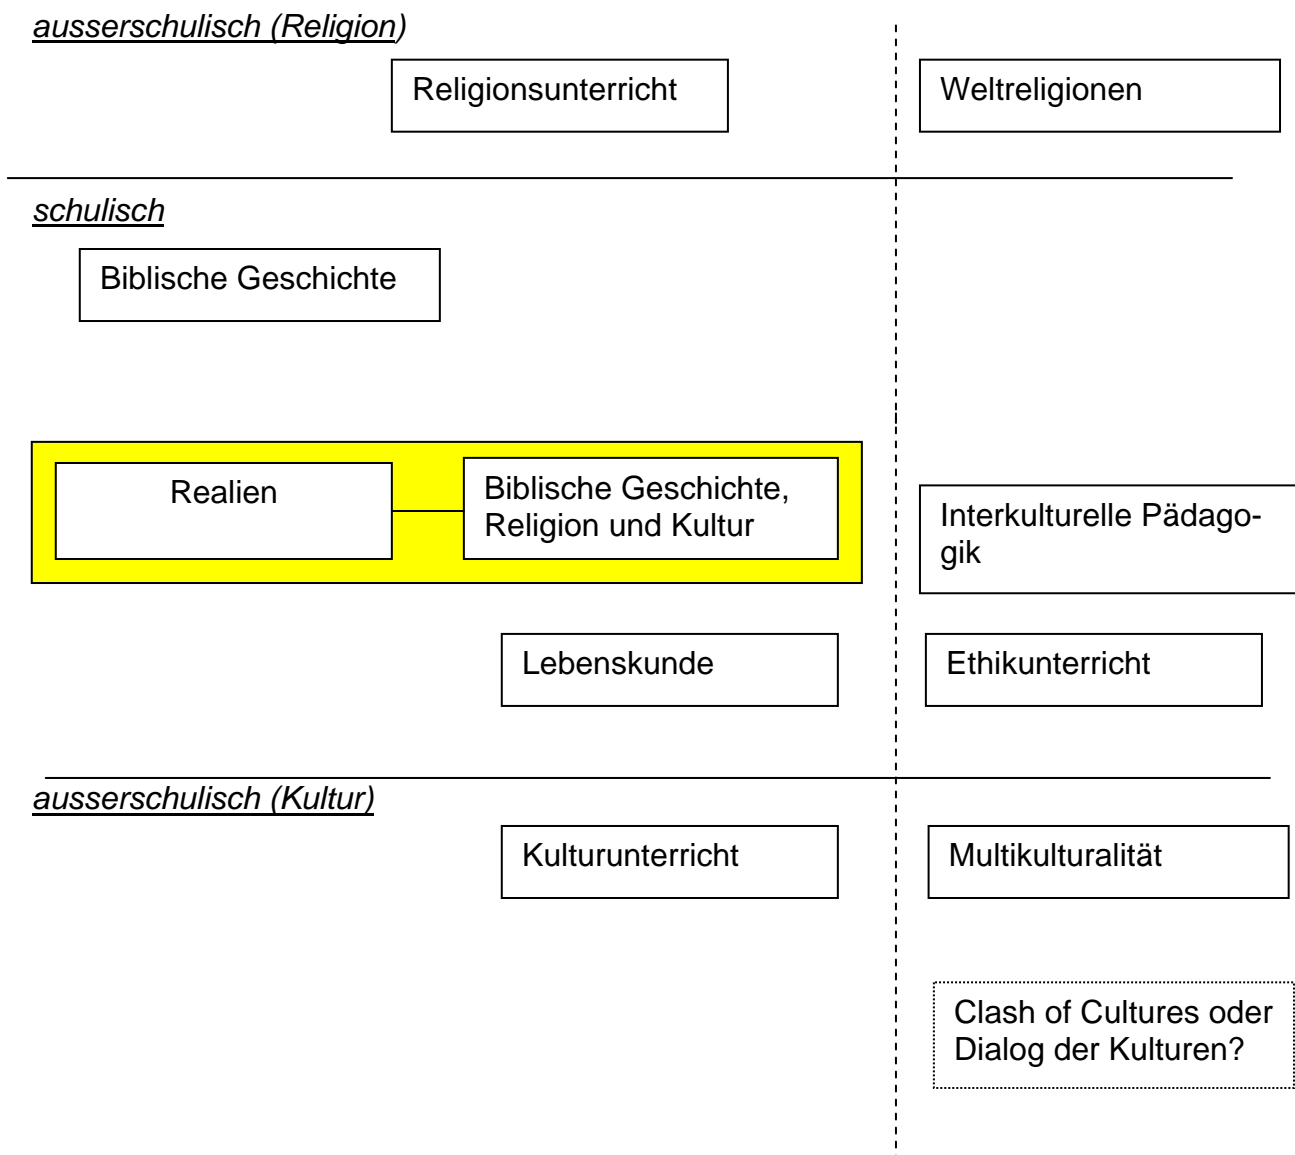 ausserschulisch (Religion)
Religionsunterricht
Weltreligionen
schulisch
Biblische Geschichte
Realien
Biblische Geschichte,
Religion und Kultur
Interkulturelle Pädago-
gik
Lebenskunde
Ethikunterricht
ausserschulisch (Kultur)
Kulturunterricht
Multikulturalität
Clash of Cultures oder
Dialog der Kulturen?